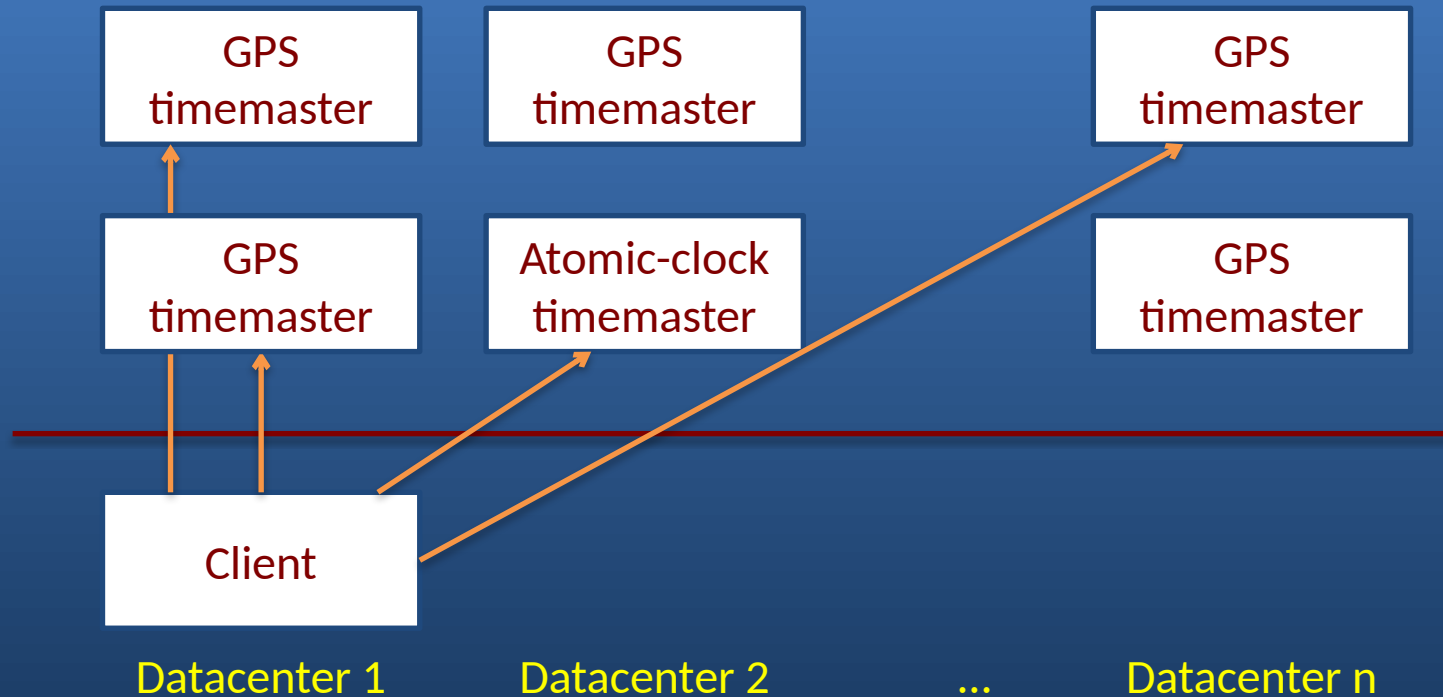 GPS
timemaster
GPS
timemaster
GPS
timemaster
GPS
timemaster
Atomic-clock
timemaster
GPS
timemaster
Client
Datacenter 1
Datacenter 2
...
Datacenter n